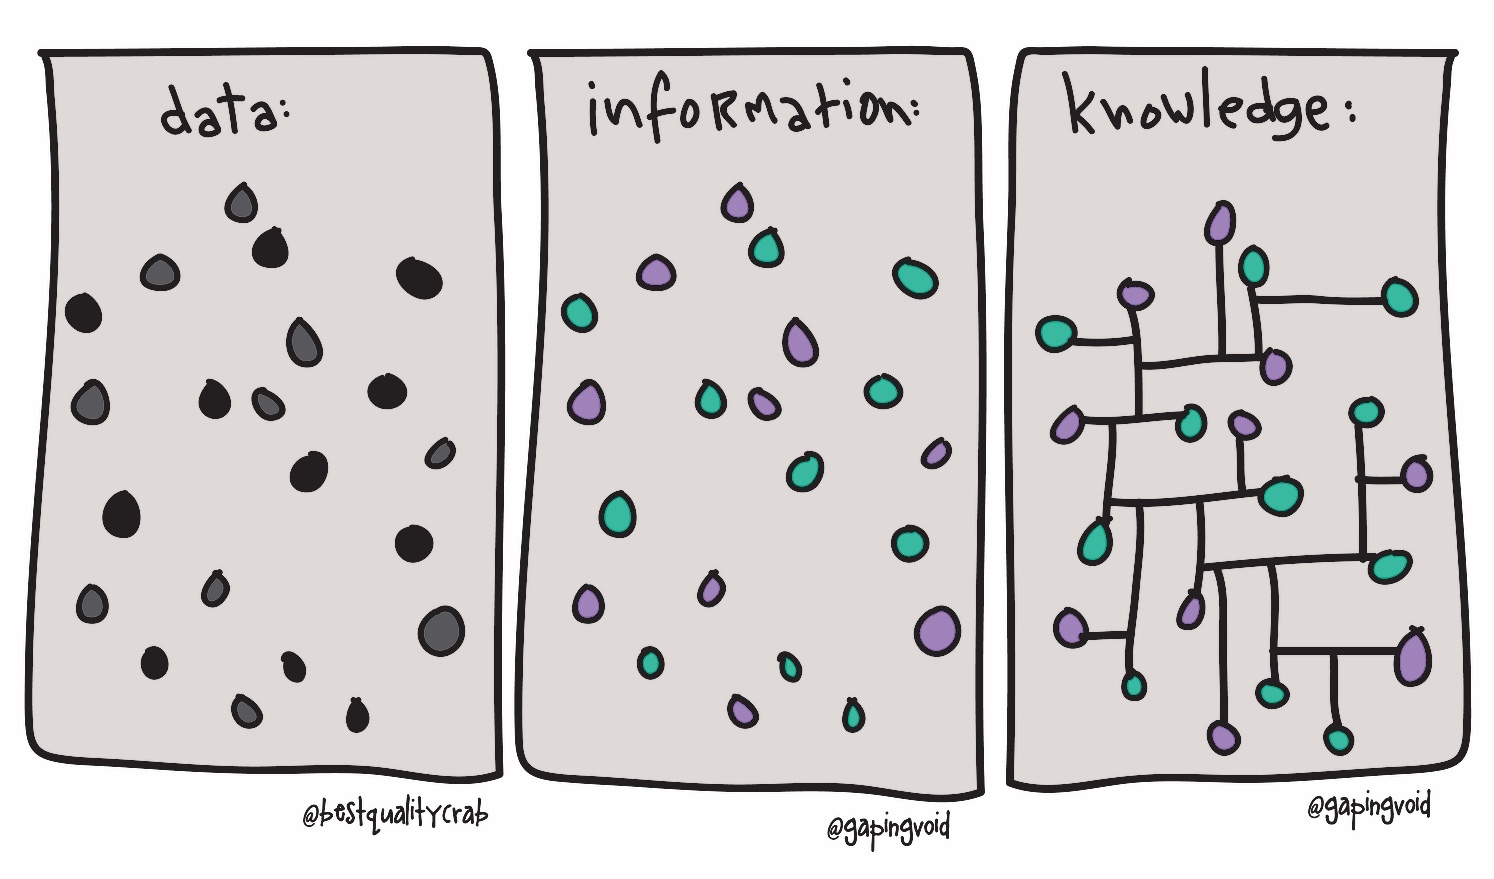 data:
information:
knowledge:
@bestqualitycrab
@gapingvoid
@gapingvoid